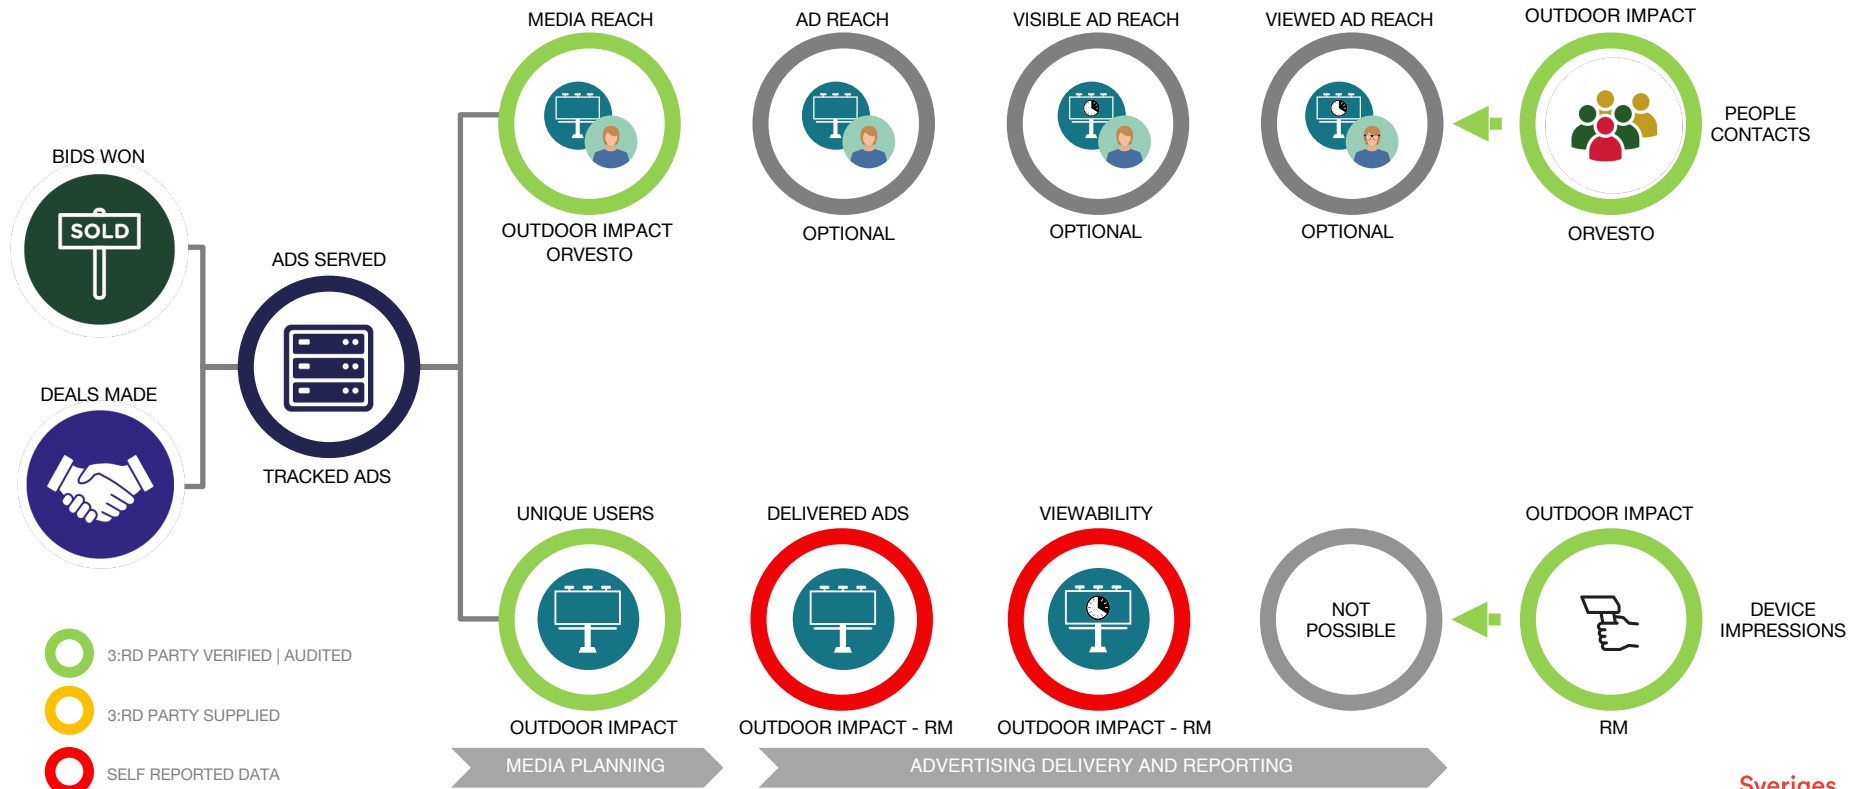 MEDIA REACH
AD REACH
VISIBLE AD REACH
VIEWED AD REACH
OUTDOOR IMPACT
PEOPLE
CONTACTS
OUTDOOR IMPACT
ORVESTO
OPTIONAL
OPTIONAL
OPTIONAL
ORVESTO
BIDS WON
SOLD
ADS SERVED
DEALS MADE
TRACKED ADS
UNIQUE USERS
DELIVERED ADS
VIEWABILITY
OUTDOOR IMPACT
NOT
POSSIBLE
DEVICE
IMPRESSIONS
OUTDOOR IMPACT
OUTDOOR IMPACT - RM
OUTDOOR IMPACT - RM
RM
3:RD PARTY VERIFIED | AUDITED
3:RD PARTY SUPPLIED
SELF REPORTED DATA
MEDIA PLANNING
ADVERTISING DELIVERY AND REPORTING
Sveriges